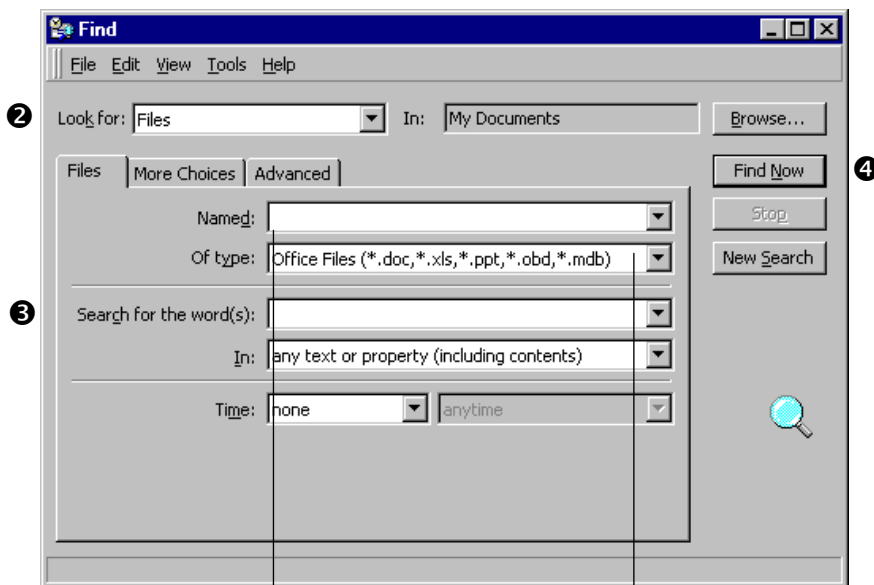 Find
File Edit View Tools Help
❷ Look for: Files In: My Documents Browse...
Files More Choices Advanced Find Now ❹
Named: Stop
Of type: Office Files (*.doc,*.xls,*.ppt,*.obd,*.mdb) New Search
❸ Search for the word(s):
In: any text or property (including contents)
Time: none anytime